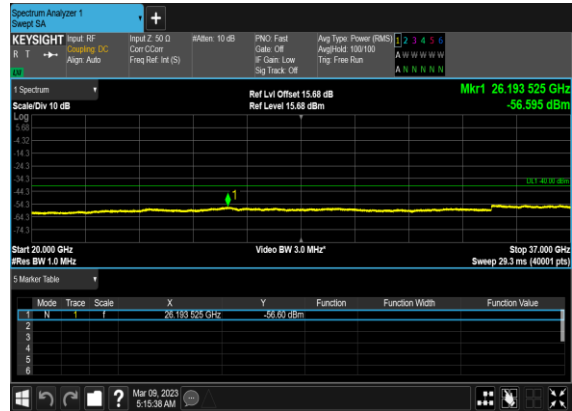 Spectrum Analyzer 1
Swept SA
+
KEYSIGHT Input: RF Input Z: 50 Ω #Atten: 10 dB PNO: Fast Avg Type: Power (RMS) 1 2 3 4 5 6
R T Coupling: DC Corr CCorr Gate: Off Avg|Hold: 100/100 A W W W W W
Align: Auto Freq Ref: Int (S) IF Gain: Low Trig: Free Run
Sig Track: Off A N N N N N
1 Spectrum Ref Lvl Offset 15.68 dB Mkr1 26.193 525 GHz
Scale/Div 10 dB Ref Level 15.68 dBm -56.595 dBm
Log
5.68
-4.32
-14.3
-24.3
-34.3
DL1 -40.00 dBm
-44.3
1
-54.3
-64.3
-74.3
Start 20.000 GHz Video BW 3.0 MHz* Stop 37.000 GHz
#Res BW 1.0 MHz Sweep 29.3 ms (40001 pts)
5 Marker Table
Mode Trace Scale X Y Function Function Width Function Value
1 N 1 f 26.193 525 GHz -56.60 dBm
2
3
4
5
6
? Mar 09, 2023
5:15:38 AM